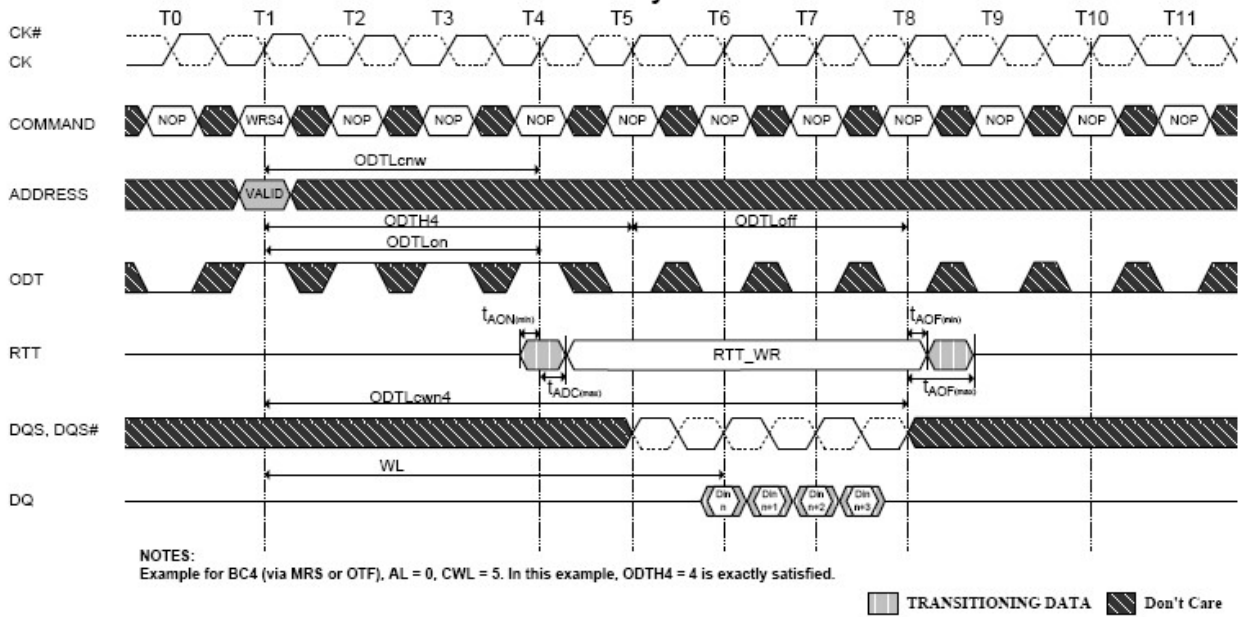 T0 T1 T2 T3 T4 T5 T6 T7 T8 T9 T10 T11
CK#
CK
COMMAND NOP WRS4 NOP NOP NOP NOP NOP NOP NOP NOP NOP NOP
ODTLcnw
ADDRESS VALID
ODTH4 ODTLoff
ODTLon
ODT
tAON(min) tAOF(min)
RTT RTT_WR
tADC(max) tAOF(max)
ODTLcwn4
DQS, DQS#
WL
DQ Din n Din n+1 Din n+2 Din n+3
NOTES:
Example for BC4 (via MRS or OTF), AL = 0, CWL = 5. In this example, ODTH4 = 4 is exactly satisfied.
TRANSITIONING DATA Don't Care